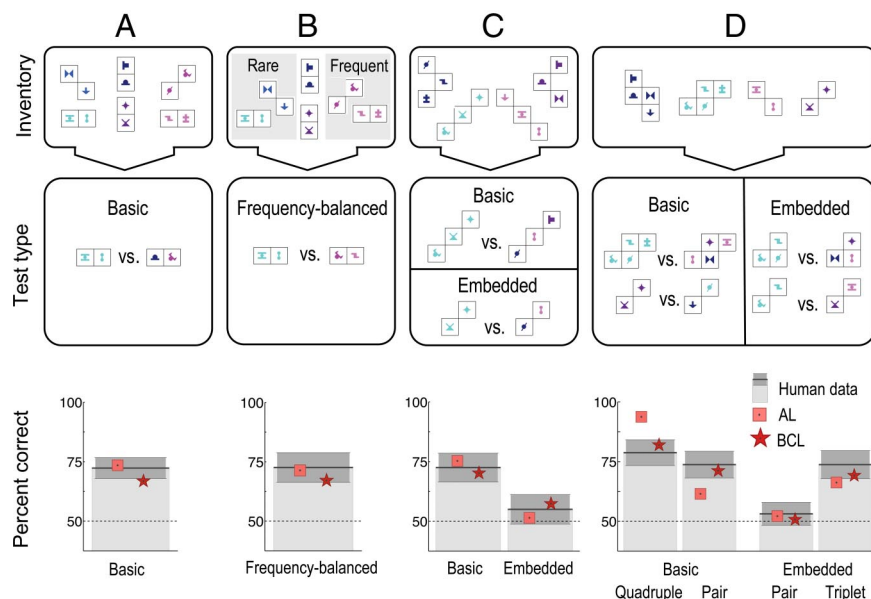 A B C D
Inventory
Rare Frequent
Test type
Basic
vs.
Frequency-balanced
vs.
Basic
vs.
Embedded
vs.
Basic
vs.
vs.
Embedded
vs.
vs.
Percent correct
100
75
50
Basic
100
75
50
Frequency-balanced
100
75
50
Basic Embedded
100
75
50
Human data
AL
BCL
Basic Embedded
Quadruple Pair Pair Triplet